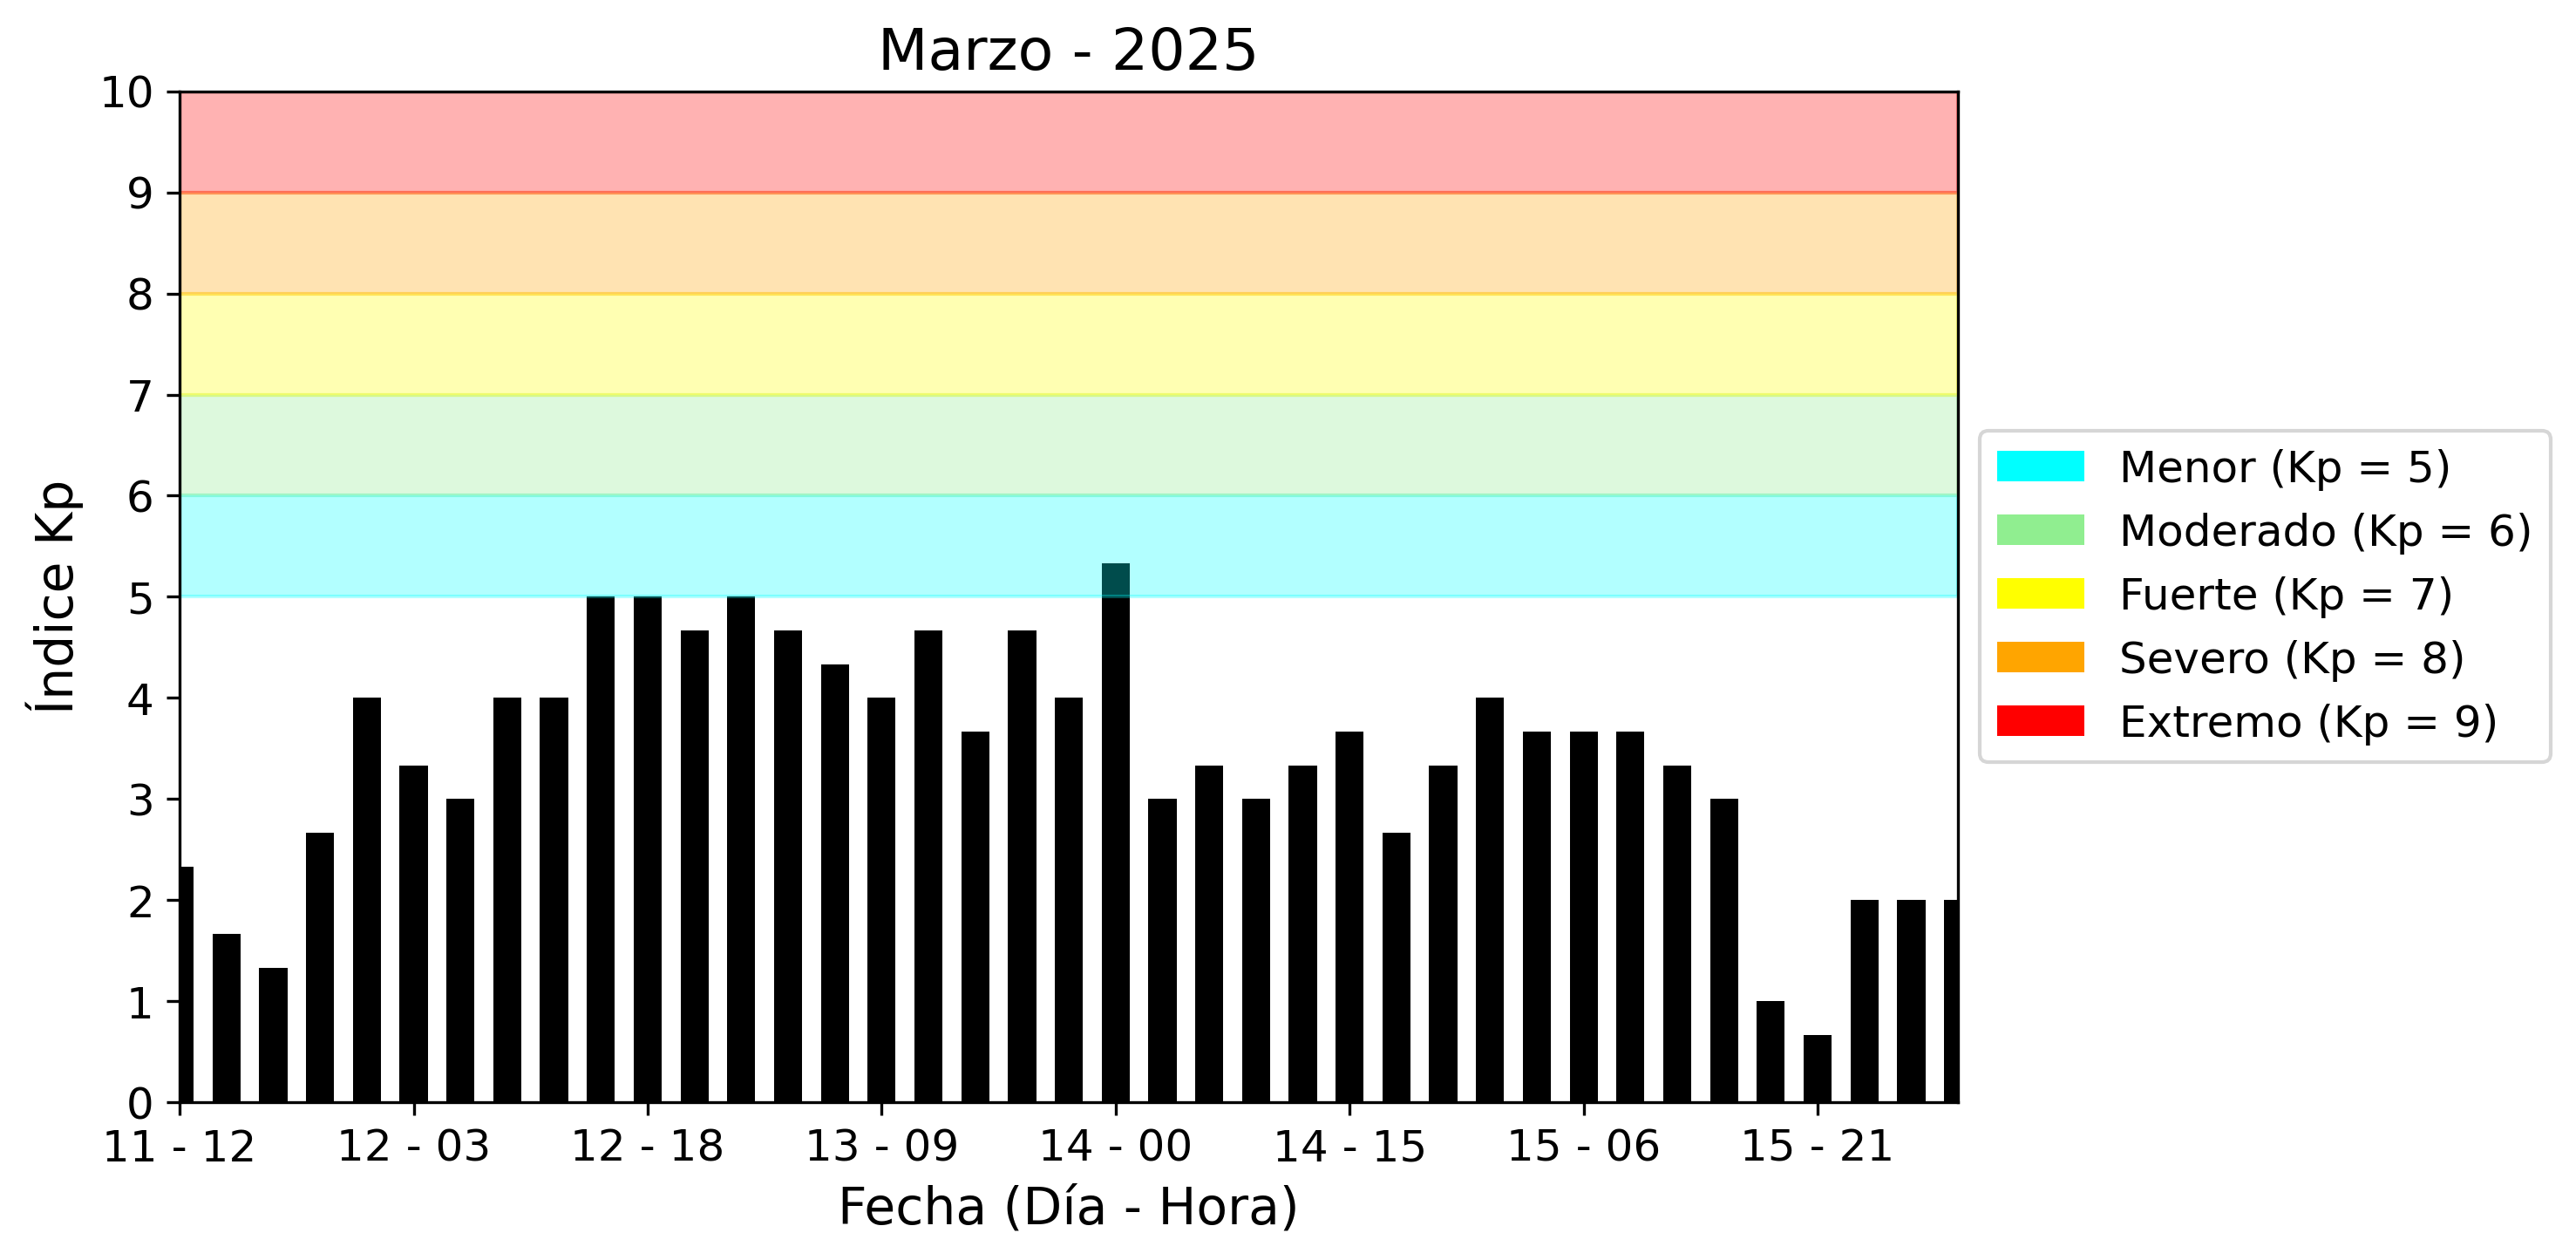 Marzo - 2025
10
9
8
7
6
5
4
3
2
1
0
Índice Kp
11 - 12
12 - 03
12 - 18
13 - 09
14 - 00
14 - 15
15 - 06
15 - 21
Fecha (Día - Hora)
Menor (Kp = 5)
Moderado (Kp = 6)
Fuerte (Kp = 7)
Severo (Kp = 8)
Extremo (Kp = 9)